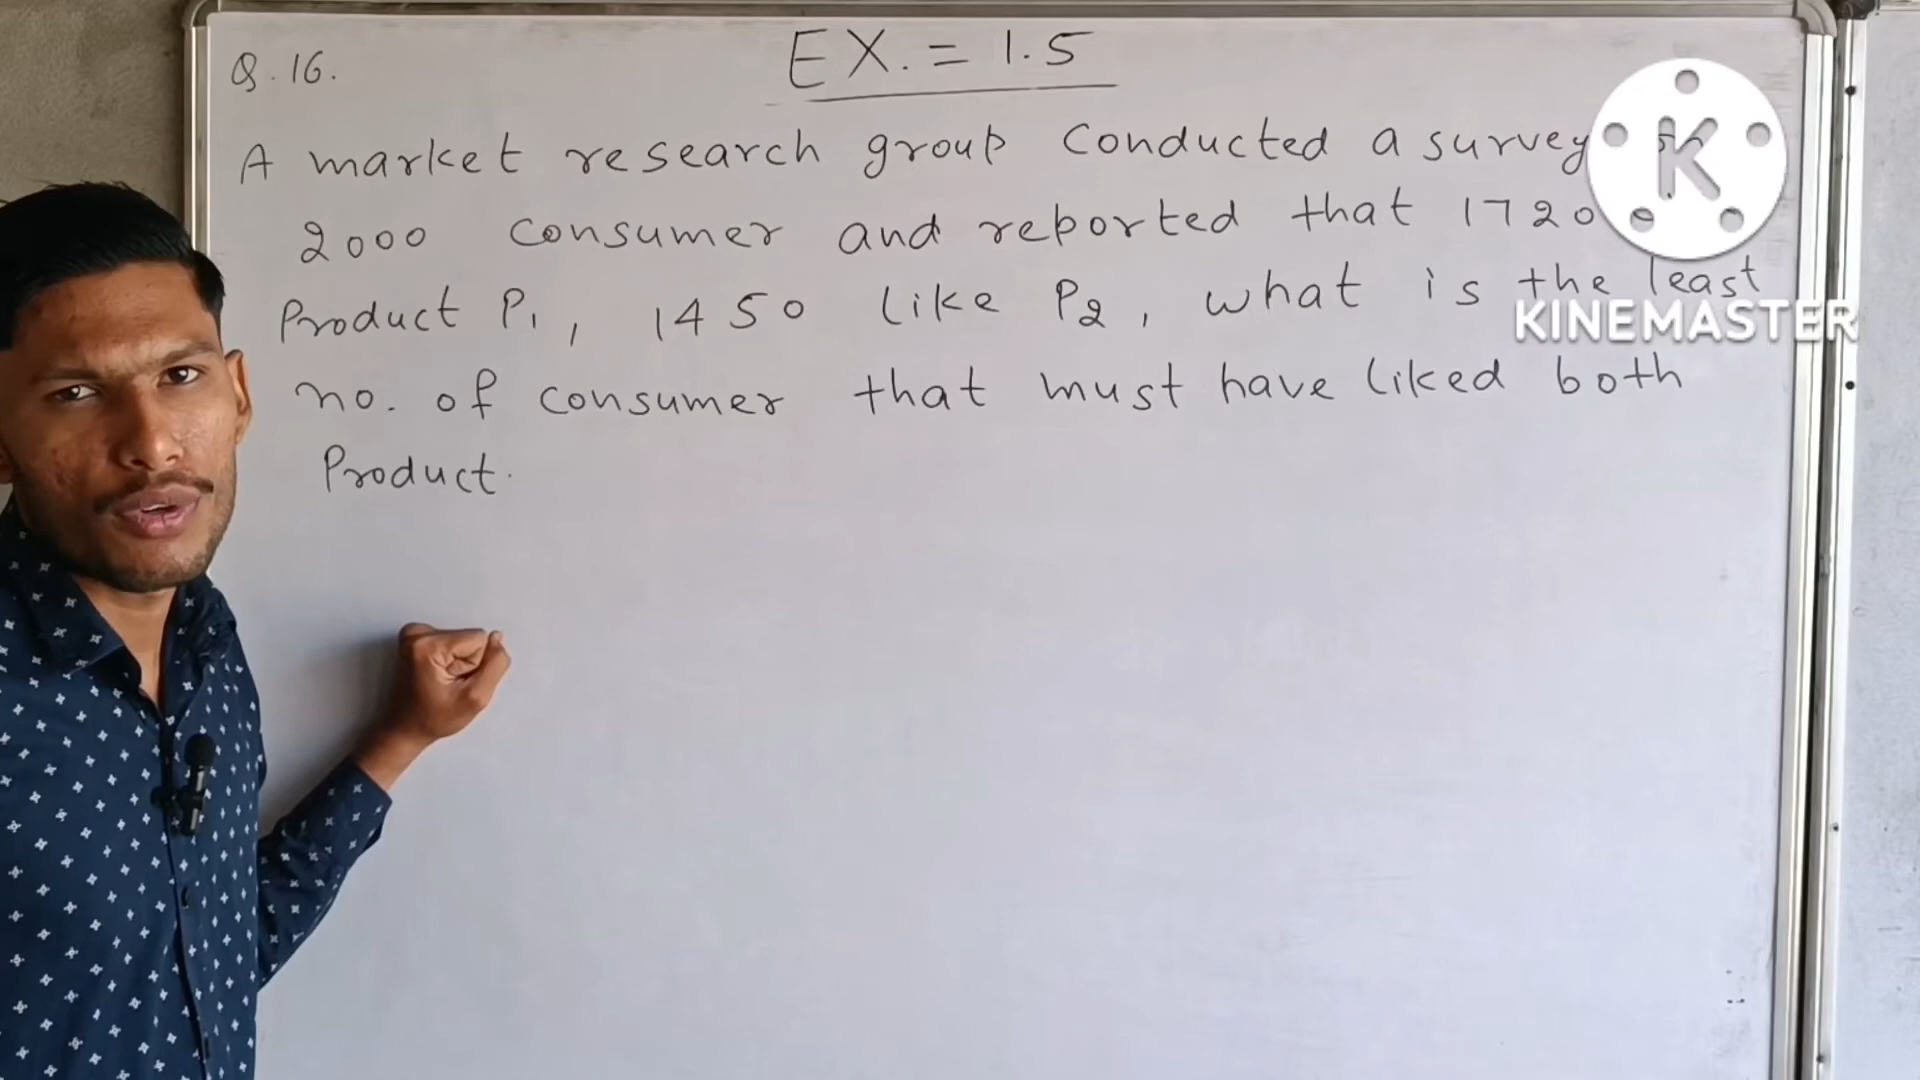 Q.16.
EX. = 1.5
A market research group conducted a survey
2000 consumer and reported that 1720
Product P1, 1450 like P2, what is the least
KINEMASTER
no. of consumer that must have liked both
Product.